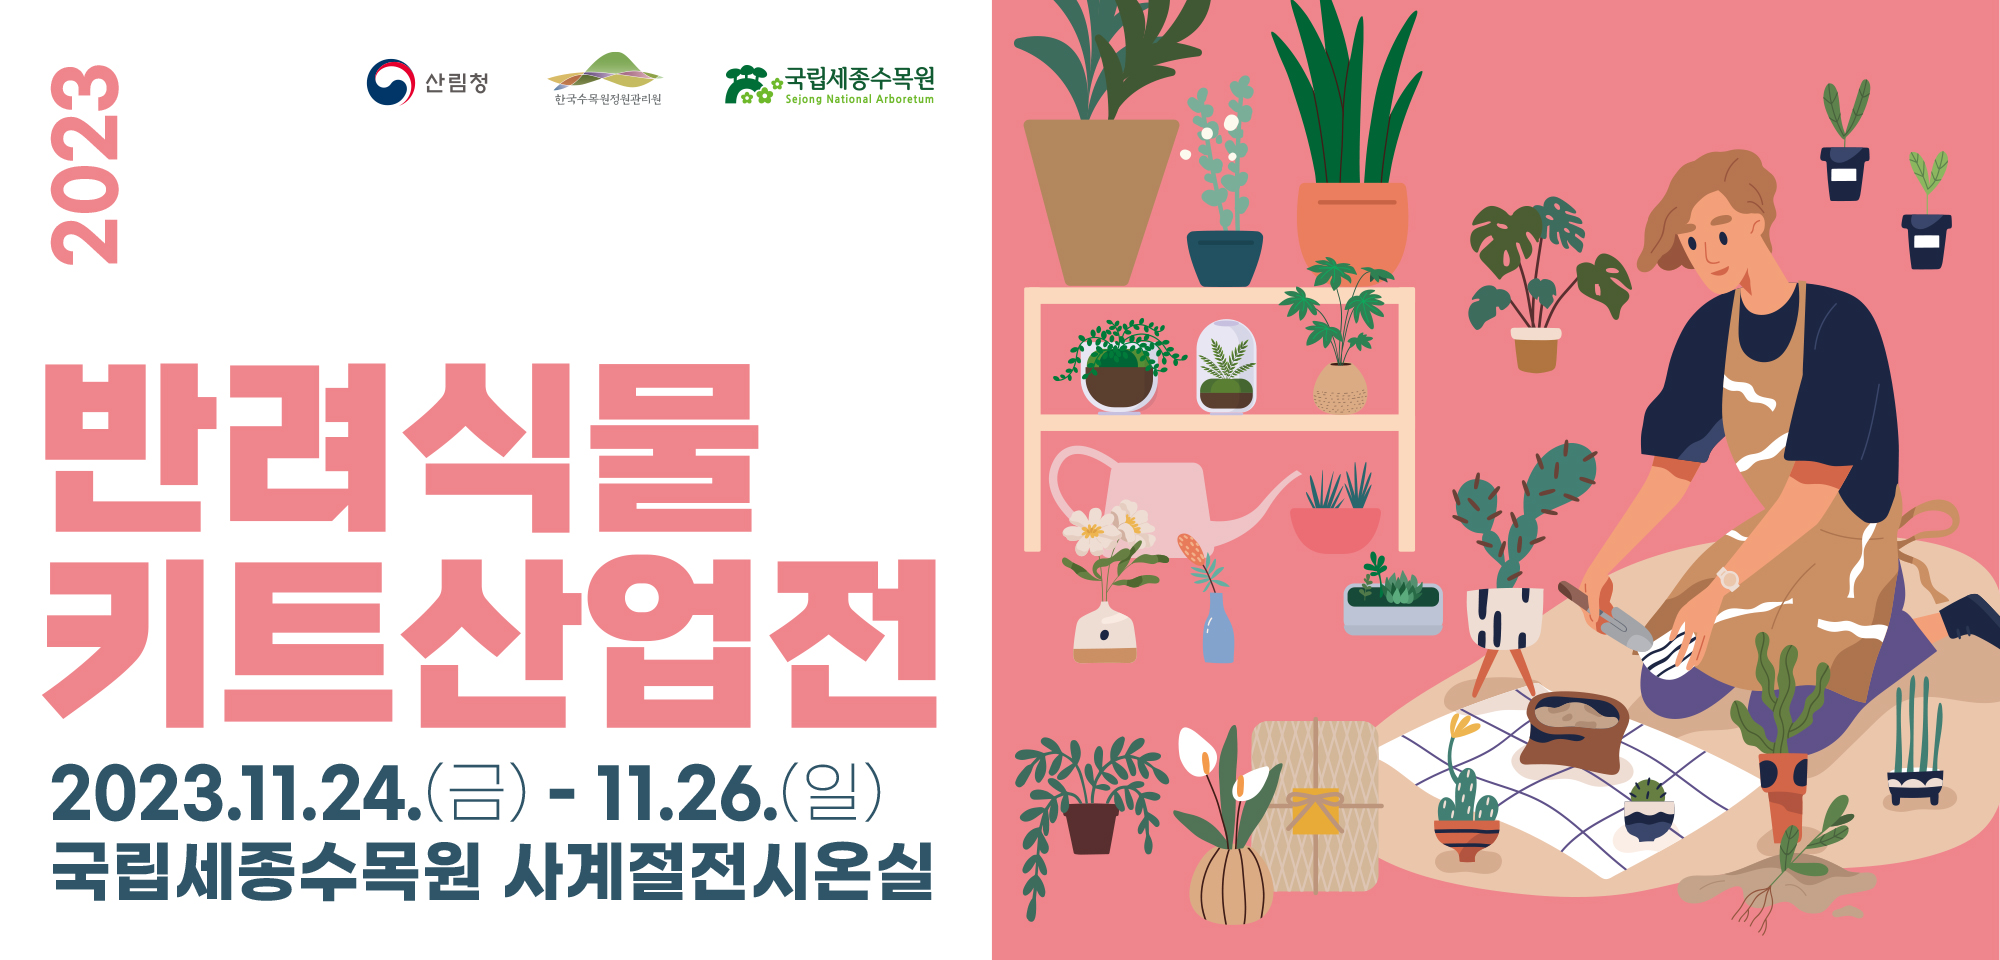 2023
산림청
한국수목원정원관리원
국립세종수목원
Sejong National Arboretum
반려식물
키트산업전
2023.11.24.(금) - 11.26.(일)
국립세종수목원 사계절전시온실